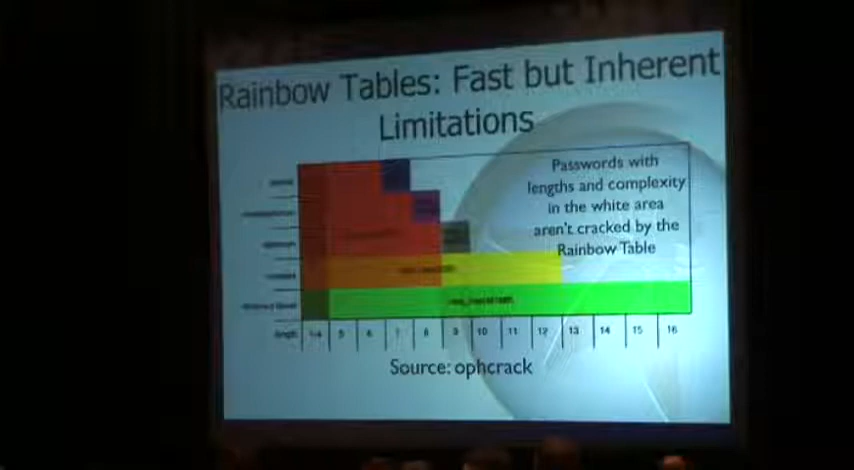 Rainbow Tables: Fast but Inherent
Limitations
Passwords with
lengths and complexity
in the white area
aren't cracked by the
Rainbow Table
length 1-4 5 6 7 8 9 10 11 12 13 14 15 16
Source: ophcrack